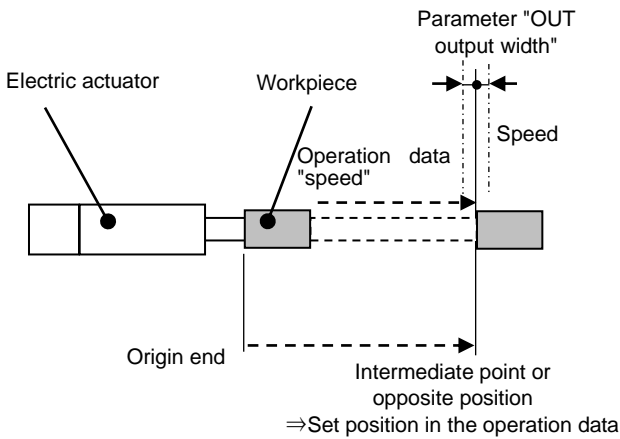 Parameter "OUT
output width"
Electric actuator
Workpiece
Speed
Operation data
"speed"
Origin end
Intermediate point or
opposite position
⇒Set position in the operation data